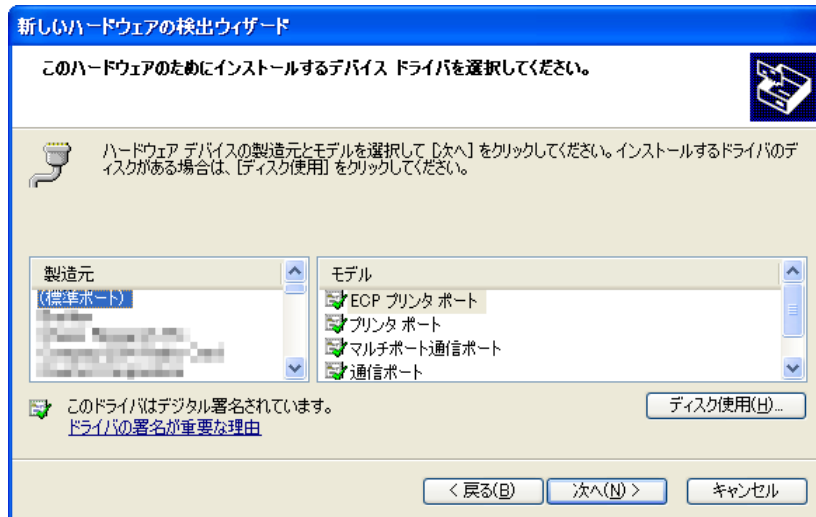 新しいハードウェアの検出ウィザード
このハードウェアのためにインストールするデバイス ドライバを選択してください。
ハードウェア デバイスの製造元とモデルを選択して [次へ] をクリックしてください。インストールするドライバのデ
ィスクがある場合は、[ディスク使用] をクリックしてください。
製造元
(標準ポート)
モデル
ECP プリンタ ポート
プリンタ ポート
マルチポート通信ポート
通信ポート
このドライバはデジタル署名されています。
ドライバの署名が重要な理由
ディスク使用(H)...
< 戻る(B)
次へ(N) >
キャンセル